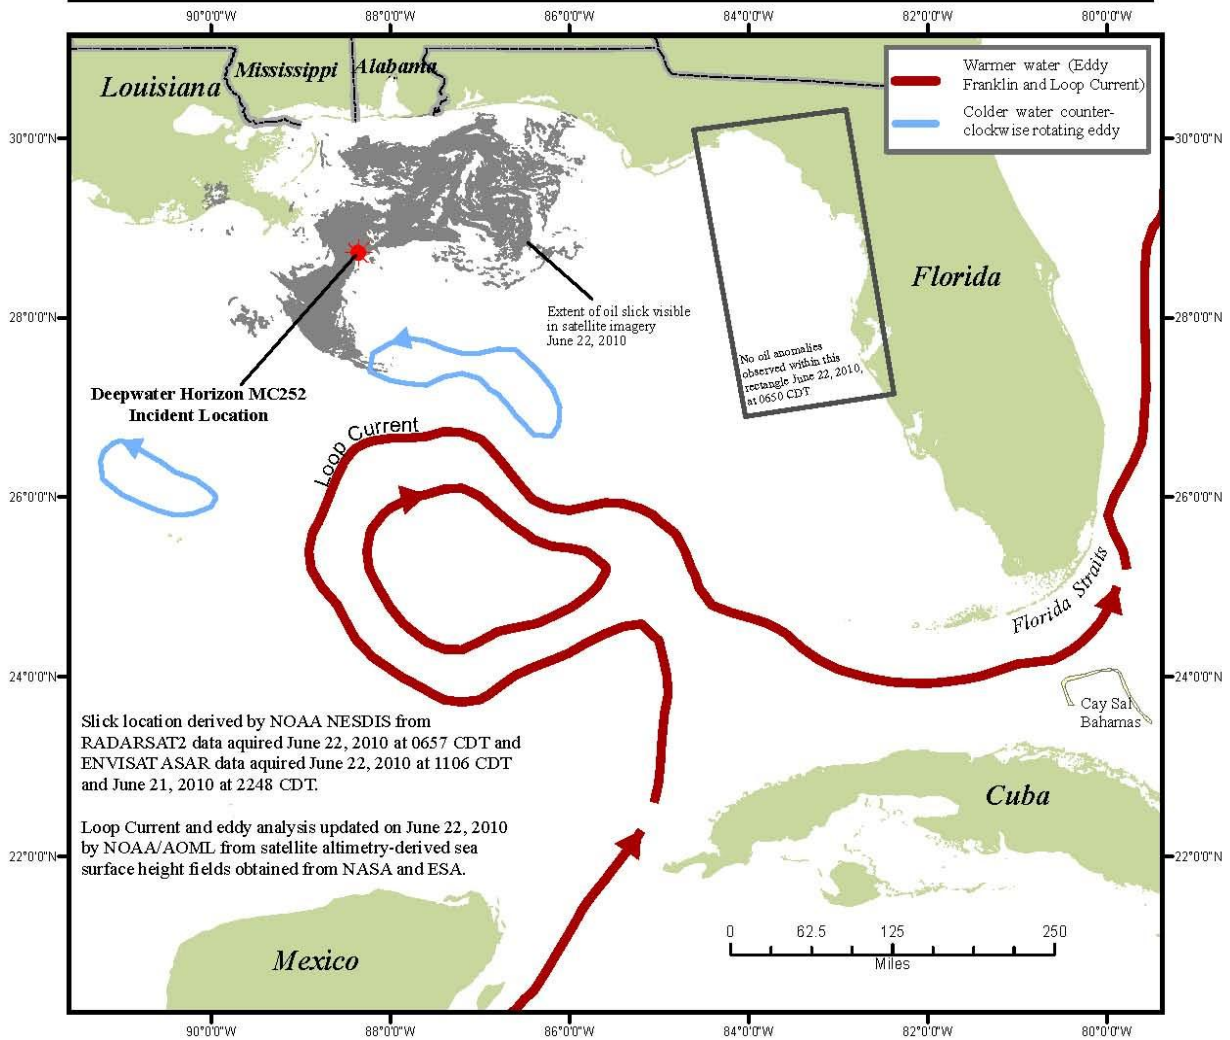 90°0'0"W 88°0'0"W 86°0'0"W 84°0'0"W 82°0'0"W 80°0'0"W
Louisiana
Mississippi
Alabama
Warmer water (Eddy
Franklin and Loop Current)
Colder water counter-
clockwise rotating eddy
30°0'0"N
30°0'0"N
Florida
Extent of oil slick visible
in satellite imagery
June 22, 2010
28°0'0"N
28°0'0"N
No oil anomalies
observed within this
rectangle June 22, 2010,
at 0650 CDT
Deepwater Horizon MC252
Incident Location
Loop Current
26°0'0"N
26°0'0"N
Florida Straits
24°0'0"N
24°0'0"N
Cay Sal
Bahamas
Slick location derived by NOAA NESDIS from
RADARSAT2 data aquired June 22, 2010 at 0657 CDT and
ENVISAT ASAR data aquired June 22, 2010 at 1106 CDT
and June 21, 2010 at 2248 CDT.
Cuba
Loop Current and eddy analysis updated on June 22, 2010
by NOAA/AOML from satellite altimetry-derived sea
surface height fields obtained from NASA and ESA.
22°0'0"N
22°0'0"N
0 62.5 125 250
Miles
Mexico
90°0'0"W 88°0'0"W 86°0'0"W 84°0'0"W 82°0'0"W 80°0'0"W